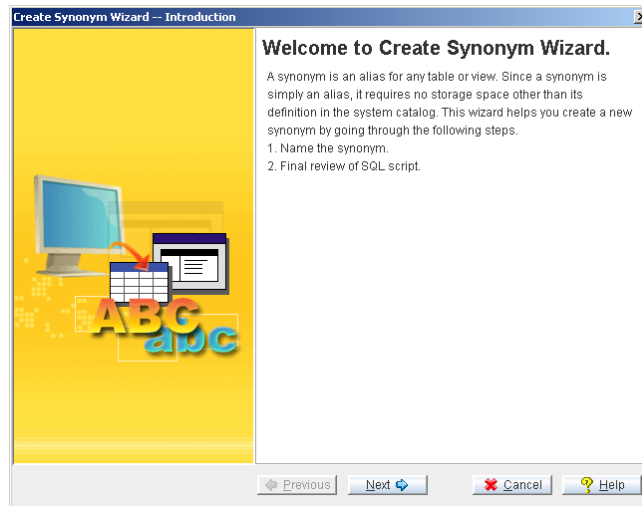 Create Synonym Wizard -- Introduction
Welcome to Create Synonym Wizard.
A synonym is an alias for any table or view. Since a synonym is
simply an alias, it requires no storage space other than its
definition in the system catalog. This wizard helps you create a new
synonym by going through the following steps.
1. Name the synonym.
2. Final review of SQL script.
ABC
abc
Previous Next Cancel Help